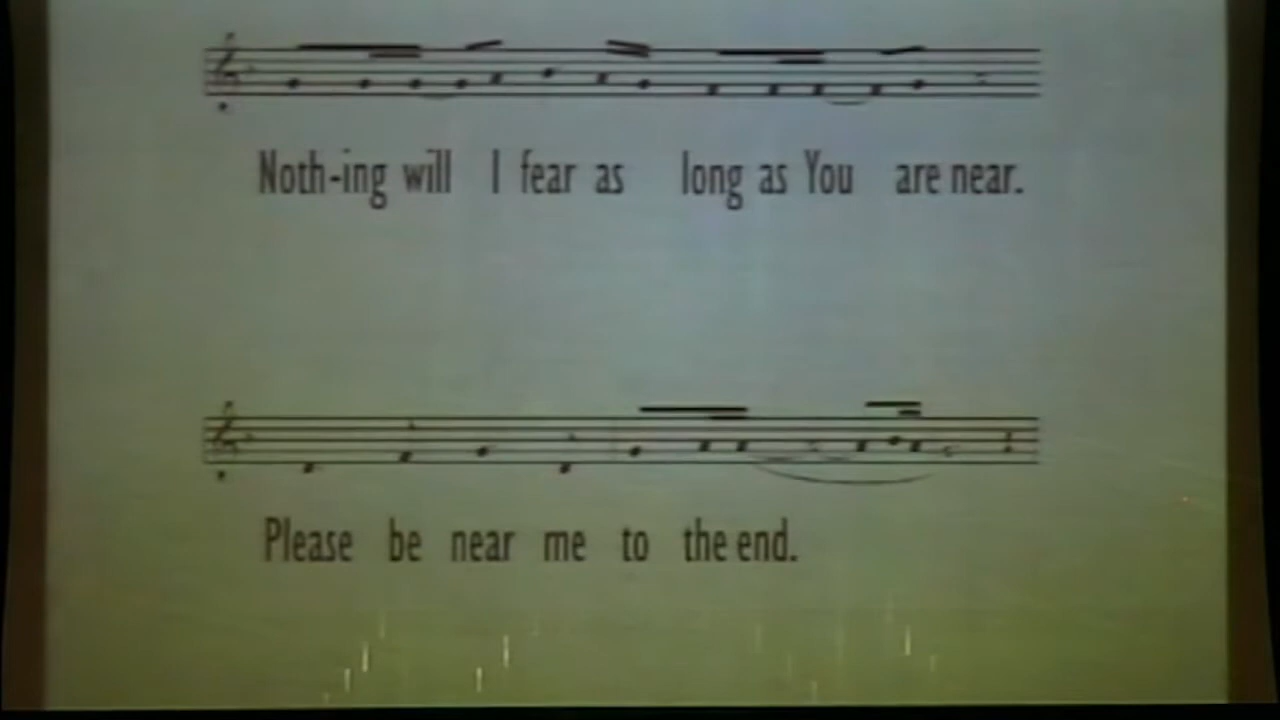 Noth-ing will I fear as long as You are near.
Please be near me to the end.